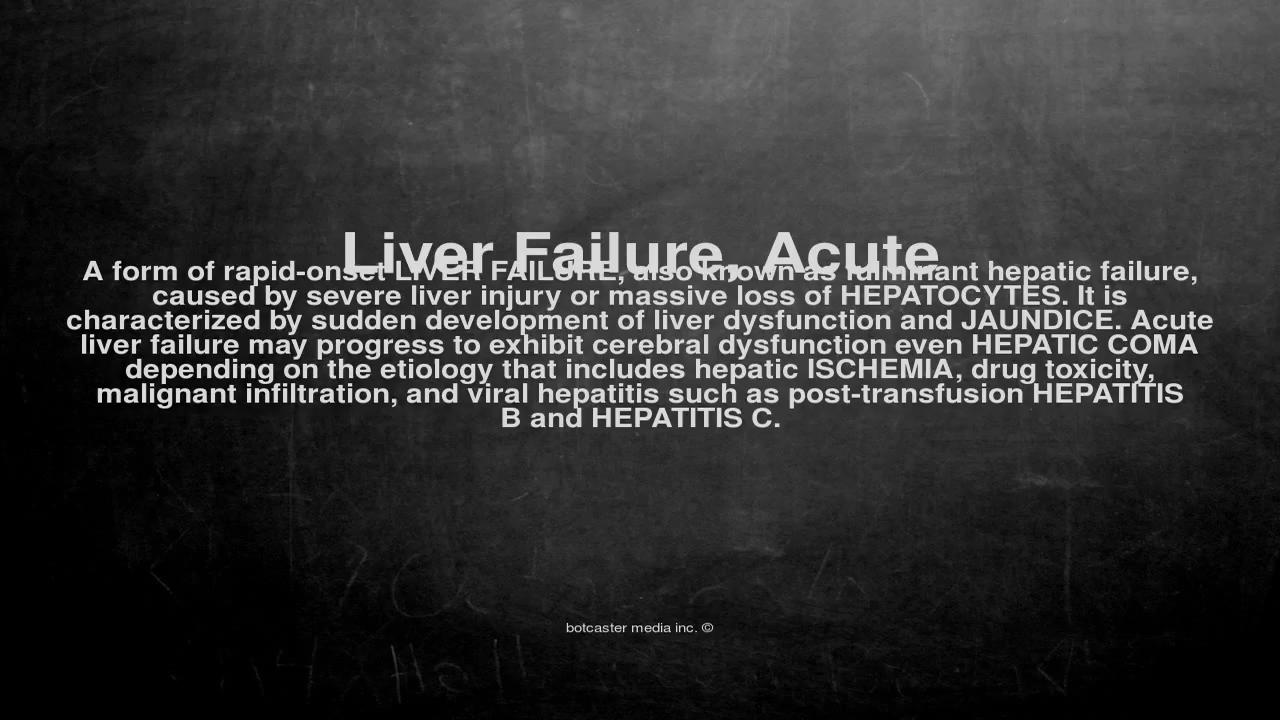 Liver Failure, Acute
A form of rapid-onset LIVER FAILURE, also known as fulminant hepatic failure,
caused by severe liver injury or massive loss of HEPATOCYTES. It is
characterized by sudden development of liver dysfunction and JAUNDICE. Acute
liver failure may progress to exhibit cerebral dysfunction even HEPATIC COMA
depending on the etiology that includes hepatic ISCHEMIA, drug toxicity,
malignant infiltration, and viral hepatitis such as post-transfusion HEPATITIS
B and HEPATITIS C.
botcaster media inc. ©